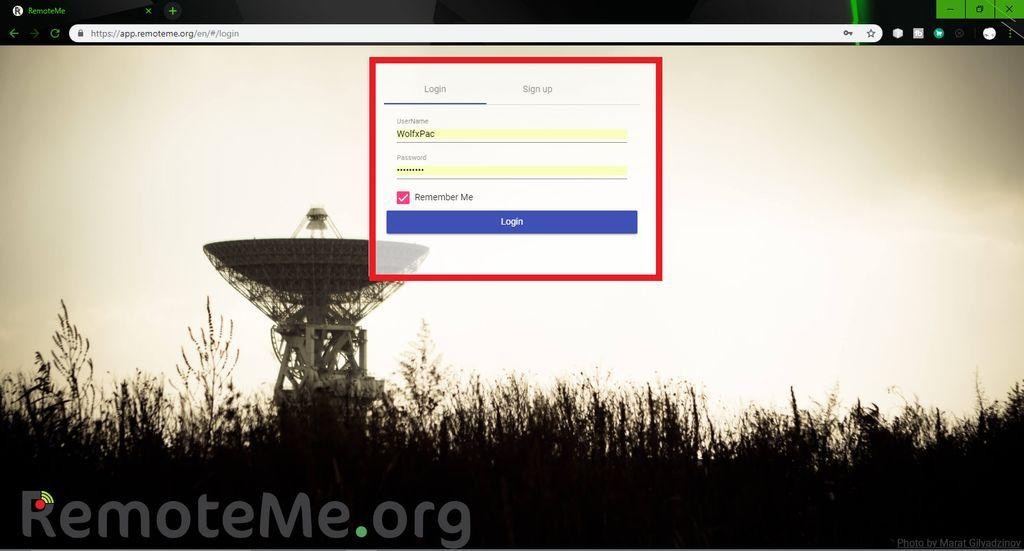 RemoteMe
https://app.remoteme.org/en/#/login
Login Sign up
UserName
WolfxPac
Password
•••••••••
Remember Me
Login
RemoteMe.org
Photo by Marat Gilyadzinov